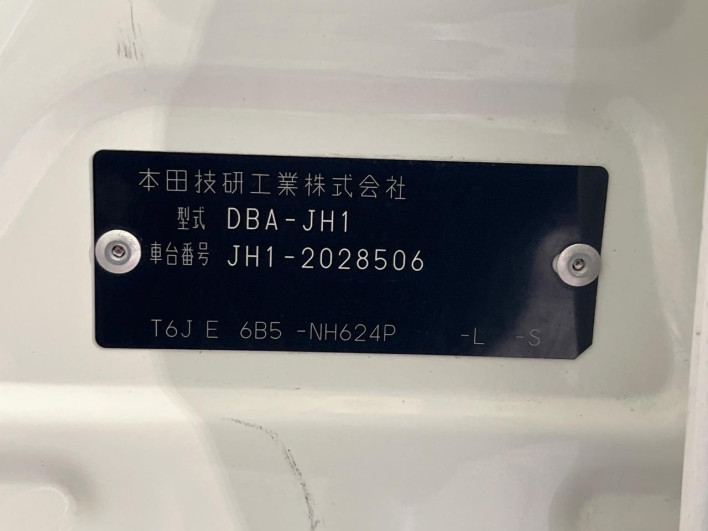 本田技研工業株式会社
型式 DBA-JH1
車台番号 JH1-2028506
T6J E 6B5 -NH624P -L -S